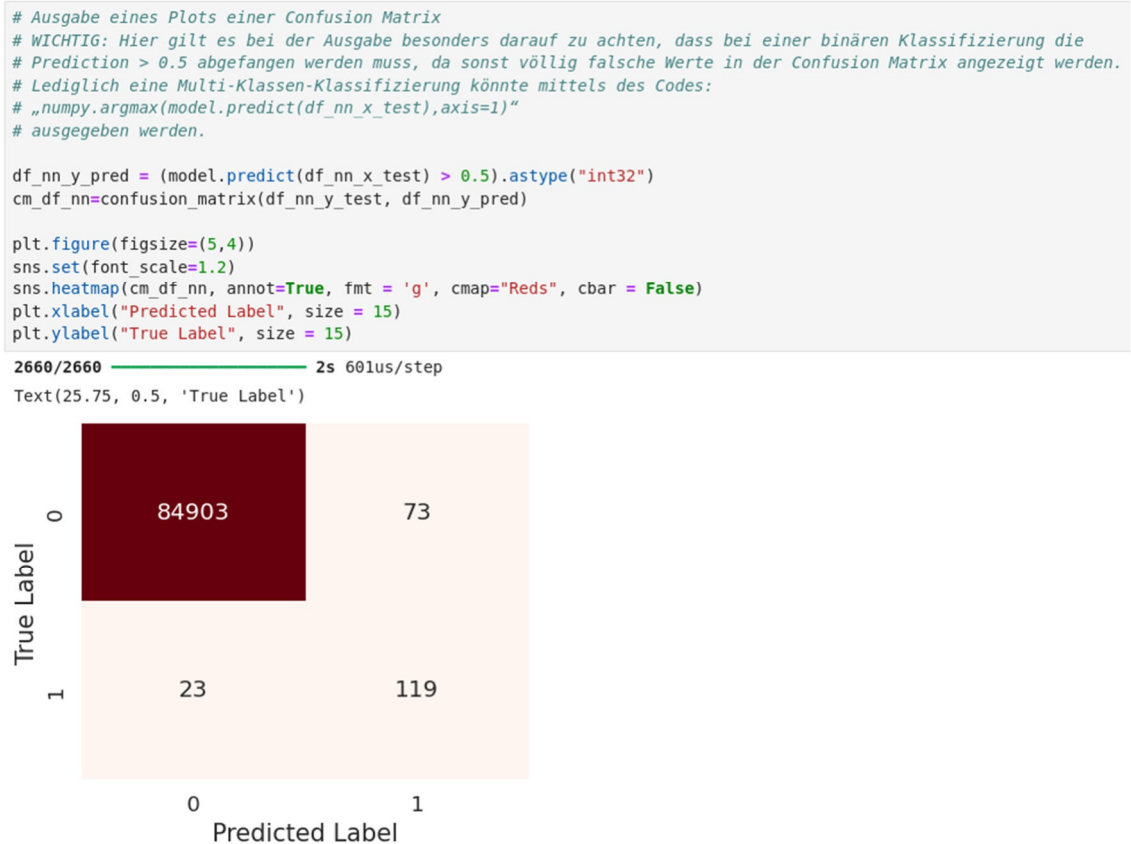 # Ausgabe eines Plots einer Confusion Matrix
# WICHTIG: Hier gilt es bei der Ausgabe besonders darauf zu achten, dass bei einer binären Klassifizierung die
# Prediction > 0.5 abgefangen werden muss, da sonst völlig falsche Werte in der Confusion Matrix angezeigt werden.
# Lediglich eine Multi-Klassen-Klassifizierung könnte mittels des Codes:
# „numpy.argmax(model.predict(df_nn_x_test),axis=1)“
# ausgegeben werden.

df_nn_y_pred = (model.predict(df_nn_x_test) > 0.5).astype("int32")
cm_df_nn=confusion_matrix(df_nn_y_test, df_nn_y_pred)

plt.figure(figsize=(5,4))
sns.set(font_scale=1.2)
sns.heatmap(cm_df_nn, annot=True, fmt = 'g', cmap="Reds", cbar = False)
plt.xlabel("Predicted Label", size = 15)
plt.ylabel("True Label", size = 15)
2660/2660 2s 601us/step
Text(25.75, 0.5, 'True Label')
True Label
0
84903 73
1
23 119
0 1
Predicted Label